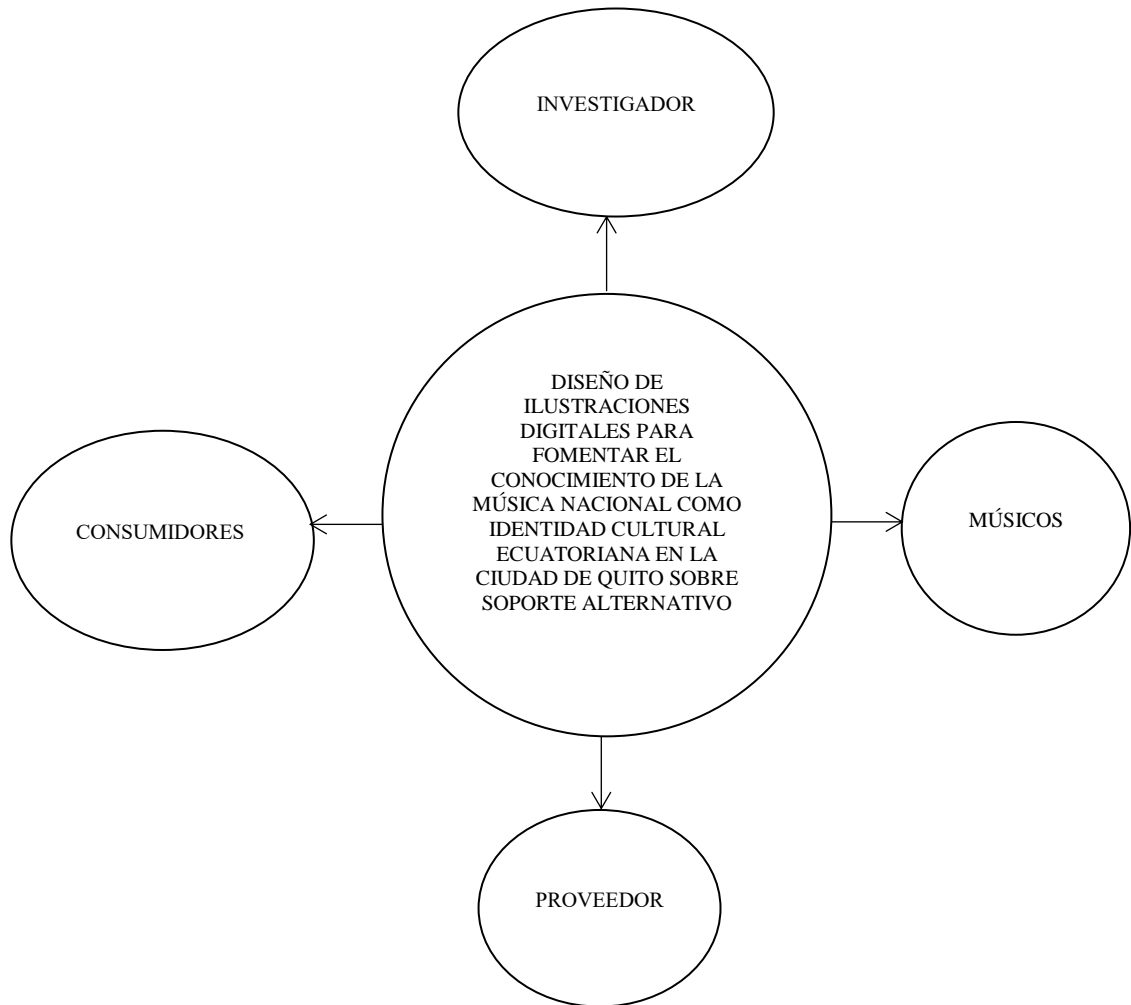 INVESTIGADOR
DISEÑO DE
ILUSTRACIONES
DIGITALES PARA
FOMENTAR EL
CONOCIMIENTO DE LA
MÚSICA NACIONAL COMO
IDENTIDAD CULTURAL
ECUATORIANA EN LA
CIUDAD DE QUITO SOBRE
SOPORTE ALTERNATIVO
CONSUMIDORES
MÚSICOS
PROVEEDOR